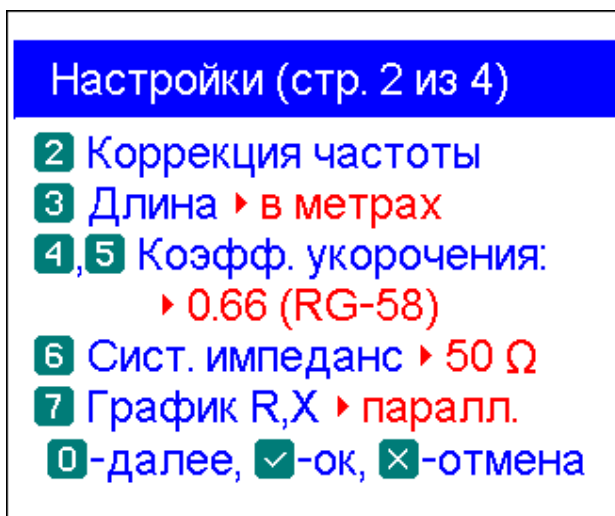 Настройки (стр. 2 из 4)
2 Коррекция частоты
3 Длина ▸ в метрах
4,5 Коэфф. укорочения:
▸ 0.66 (RG-58)
6 Сист. импеданс ▸ 50 Ω
7 График R,X ▸ паралл.
0-далее, ✓-ок, ✕-отмена